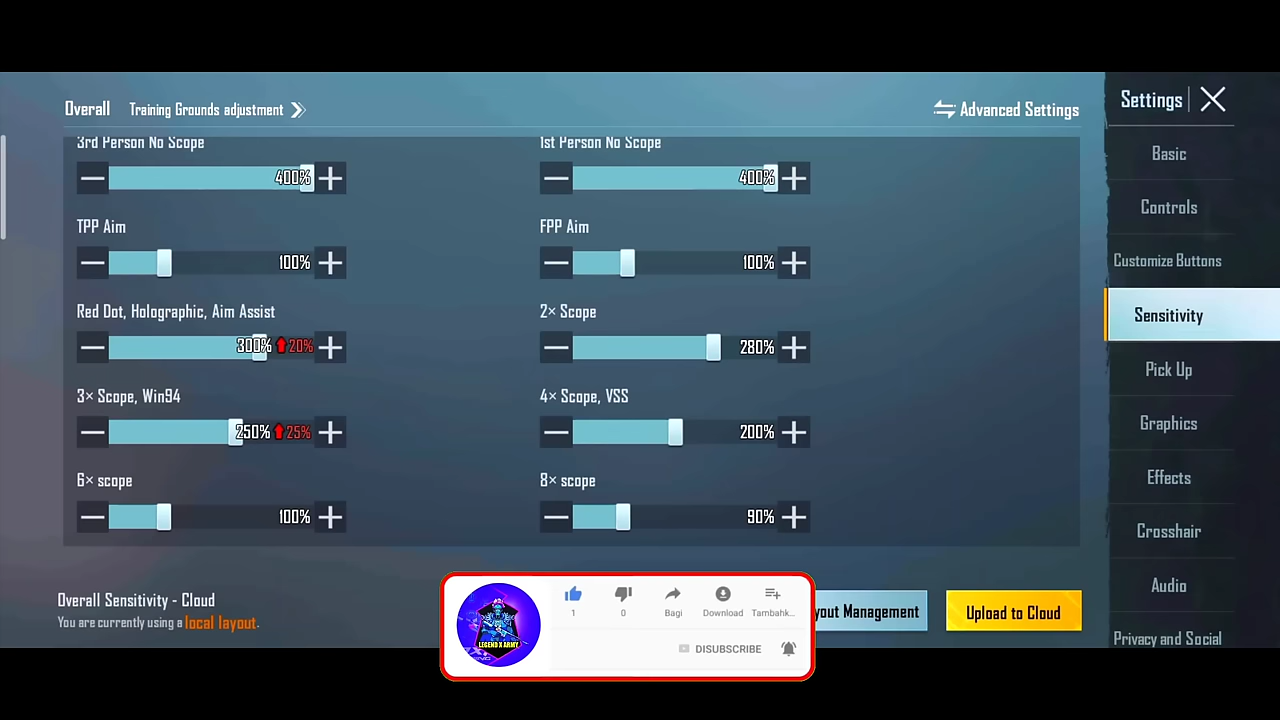 Overall Training Grounds adjustment
Advanced Settings
Settings
3rd Person No Scope
1st Person No Scope
400%
400%
TPP Aim
FPP Aim
100%
100%
Red Dot, Holographic, Aim Assist
2× Scope
300% 20%
280%
3× Scope, Win94
4× Scope, VSS
250% 25%
200%
6× scope
8× scope
100%
90%
Basic
Controls
Customize Buttons
Sensitivity
Pick Up
Graphics
Effects
Crosshair
Audio
Privacy and Social
Overall Sensitivity - Cloud
You are currently using a local layout.
yout Management
Upload to Cloud
LEGEND X ARMY
1
0
Bagi
Download
Tambahk...
DISUBSCRIBE